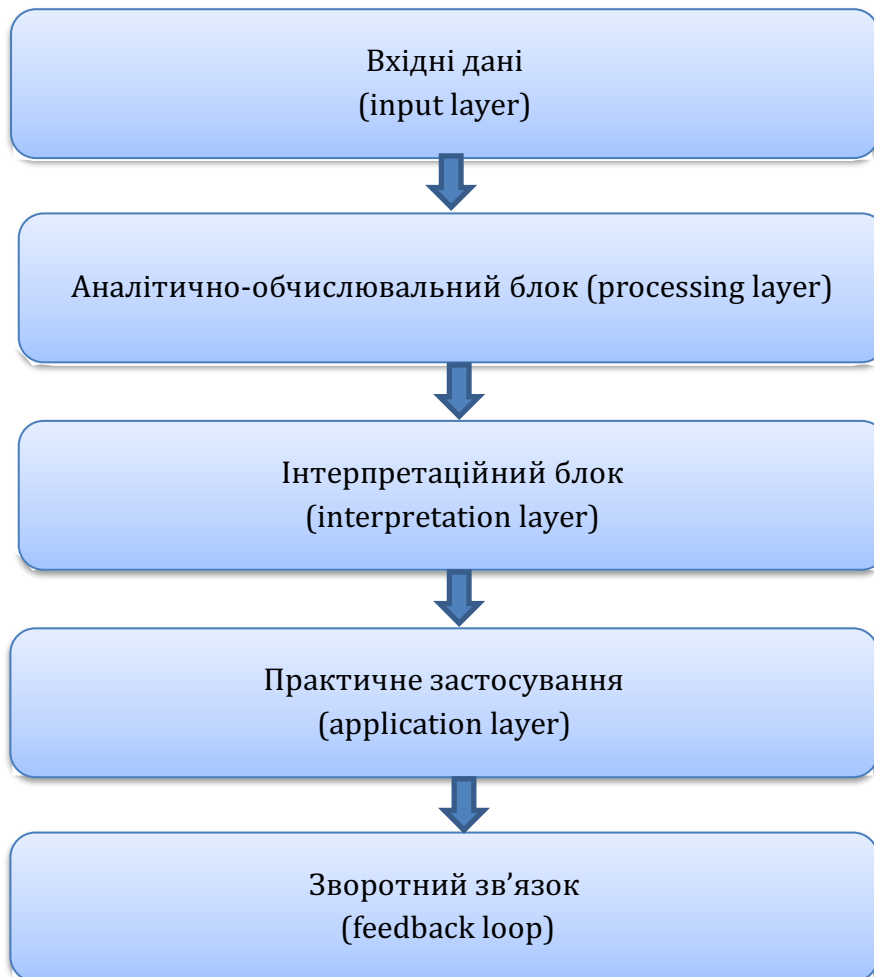 Вхідні дані
(input layer)
Аналітично-обчислювальний блок (processing layer)
Інтерпретаційний блок
(interpretation layer)
Практичне застосування
(application layer)
Зворотний зв’язок
(feedback loop)